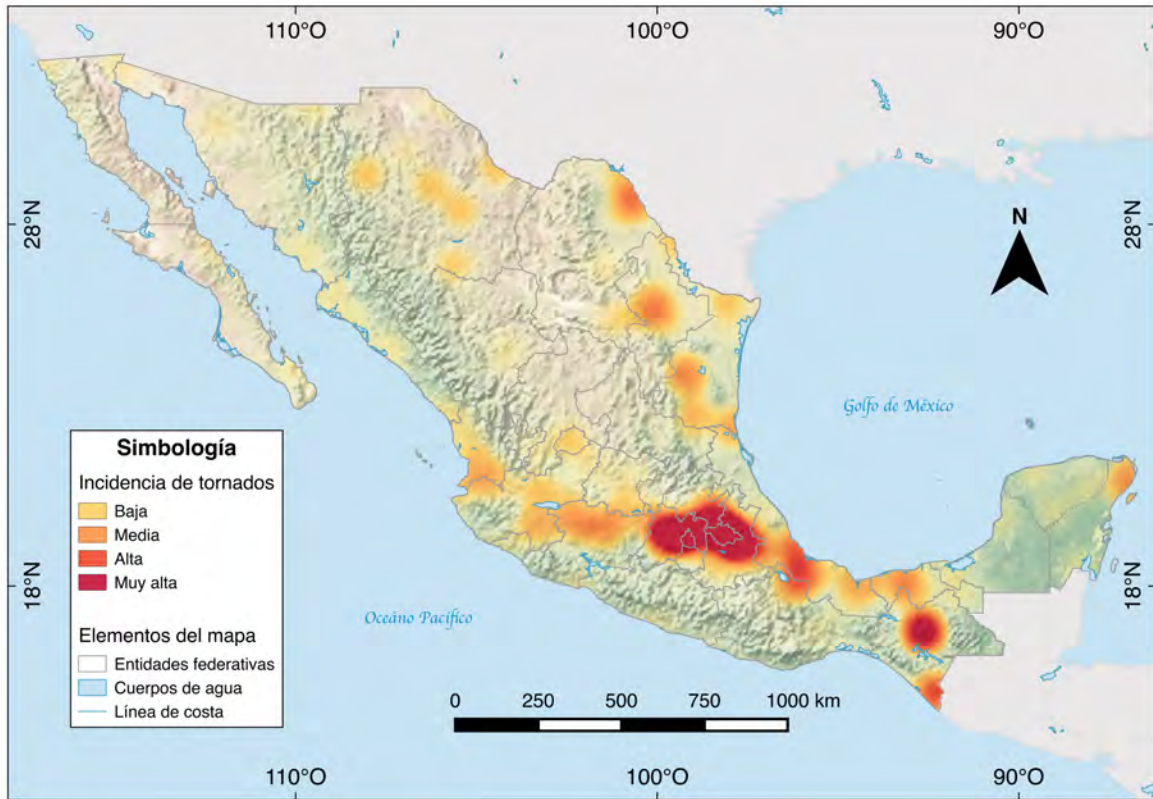 110°O
100°O
90°O
28°N
28°N
N
Golfo de México
Simbología
Incidencia de tornados
Baja
Media
Alta
Muy alta
18°N
18°N
Oceáno Pacífico
Elementos del mapa
Entidades federativas
Cuerpos de agua
Línea de costa
0 250 500 750 1000 km
110°O
100°O
90°O